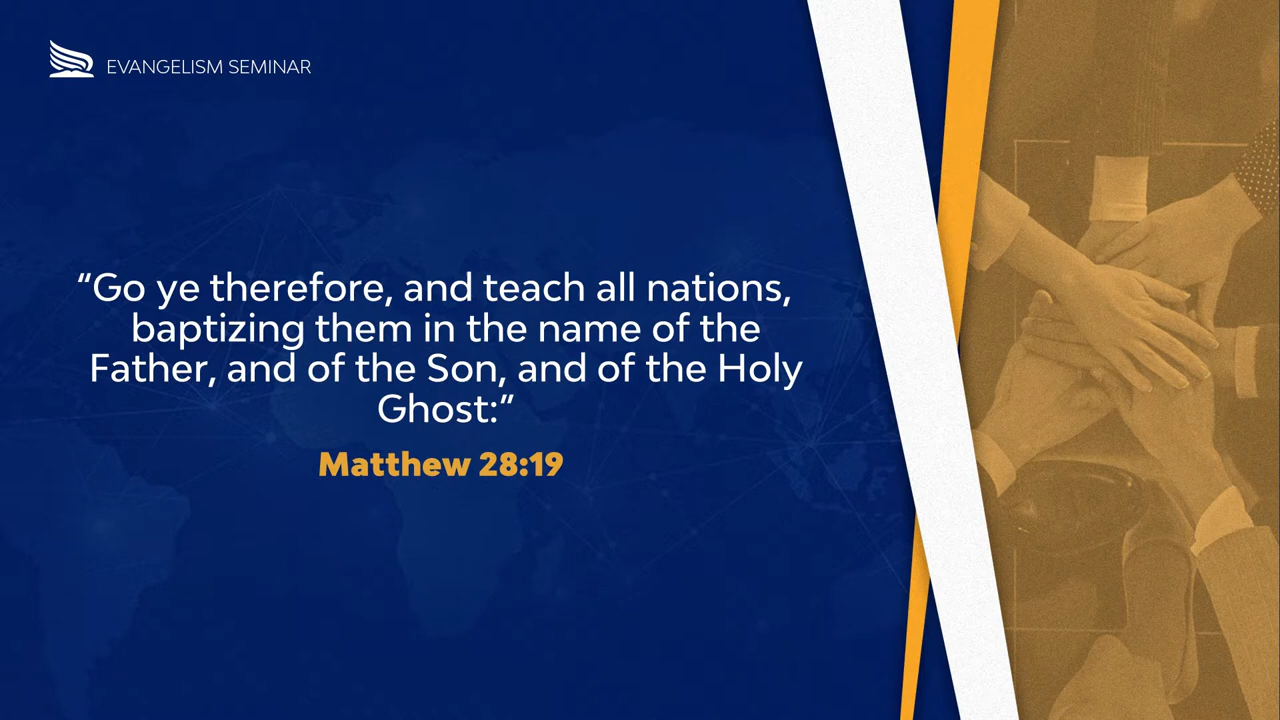 EVANGELISM SEMINAR
“Go ye therefore, and teach all nations,
baptizing them in the name of the
Father, and of the Son, and of the Holy
Ghost:”
Matthew 28:19